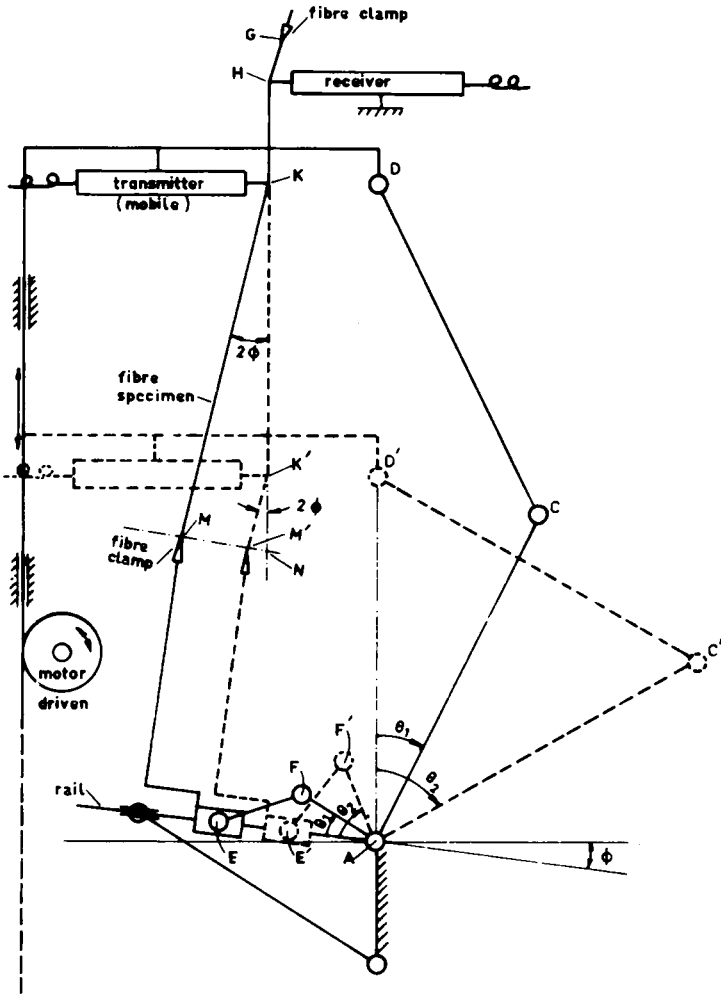 fibre clamp
G
H
receiver
transmitter
(mobile)
K
D
2ϕ
fibre
specimen
K'
D'
2ϕ
C
M
M'
fibre
clamp
N
motor
driven
C'
θ₁
θ₂
F'
F
rail
θ₁
θ₂
E
E'
A
ϕ